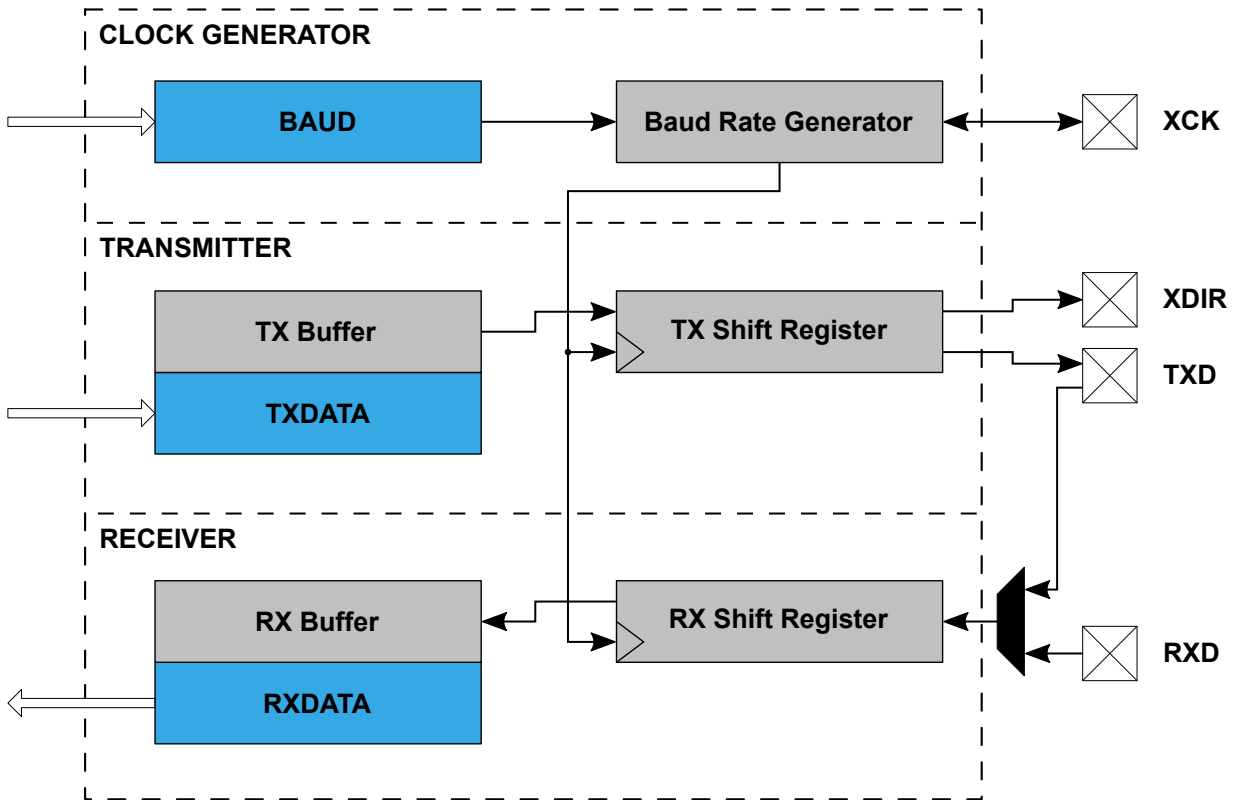 CLOCK GENERATOR
BAUD
Baud Rate Generator
XCK
TRANSMITTER
TX Buffer
TXDATA
TX Shift Register
XDIR
TXD
RECEIVER
RX Buffer
RXDATA
RX Shift Register
RXD